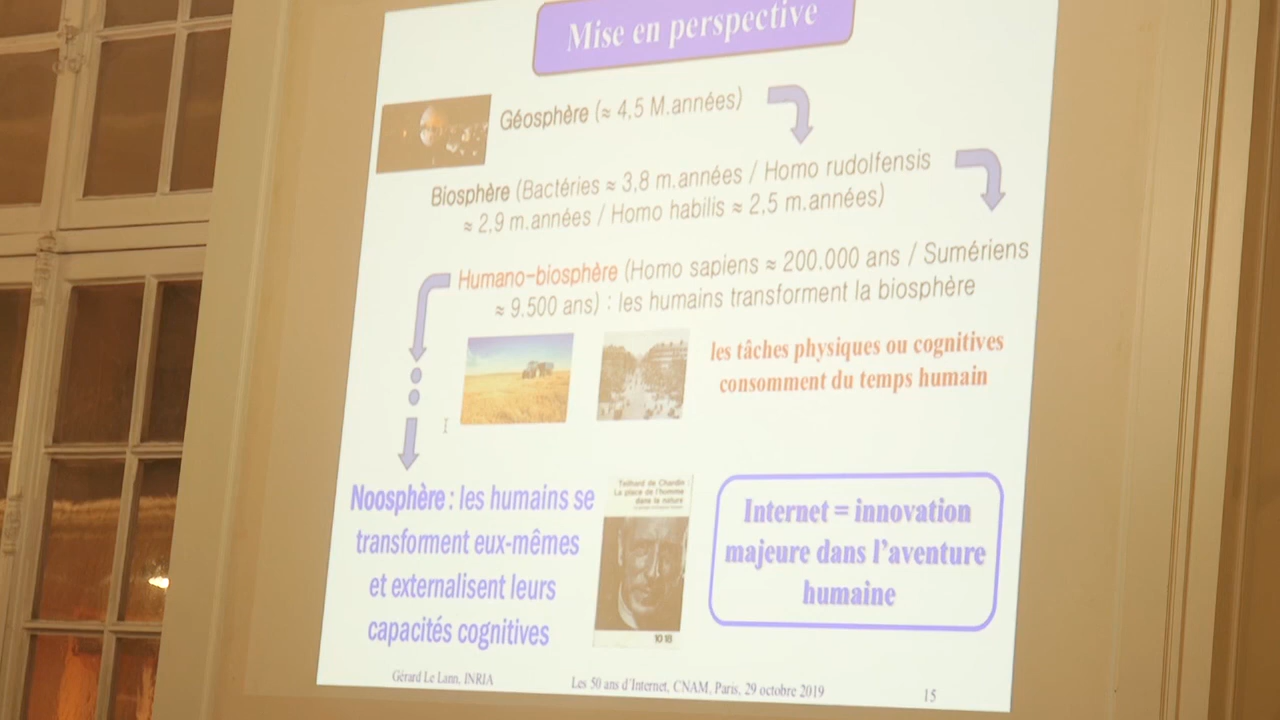 Mise en perspective
Géosphère (≈ 4,5 M.années)
Biosphère (Bactéries ≈ 3,8 m.années / Homo rudolfensis
≈ 2,9 m.années / Homo habilis ≈ 2,5 m.années)
Humano-biosphère (Homo sapiens ≈ 200.000 ans / Sumériens
≈ 9.500 ans) : les humains transforment la biosphère
les tâches physiques ou cognitives
consomment du temps humain
Noosphère : les humains se
transforment eux-mêmes
et externalisent leurs
capacités cognitives
Teilhard de Chardin :
La place de l'homme
dans la nature
10 18
Internet = innovation
majeure dans l'aventure
humaine
Gérard Le Lann, INRIA
Les 50 ans d'Internet, CNAM, Paris, 29 octobre 2019
15